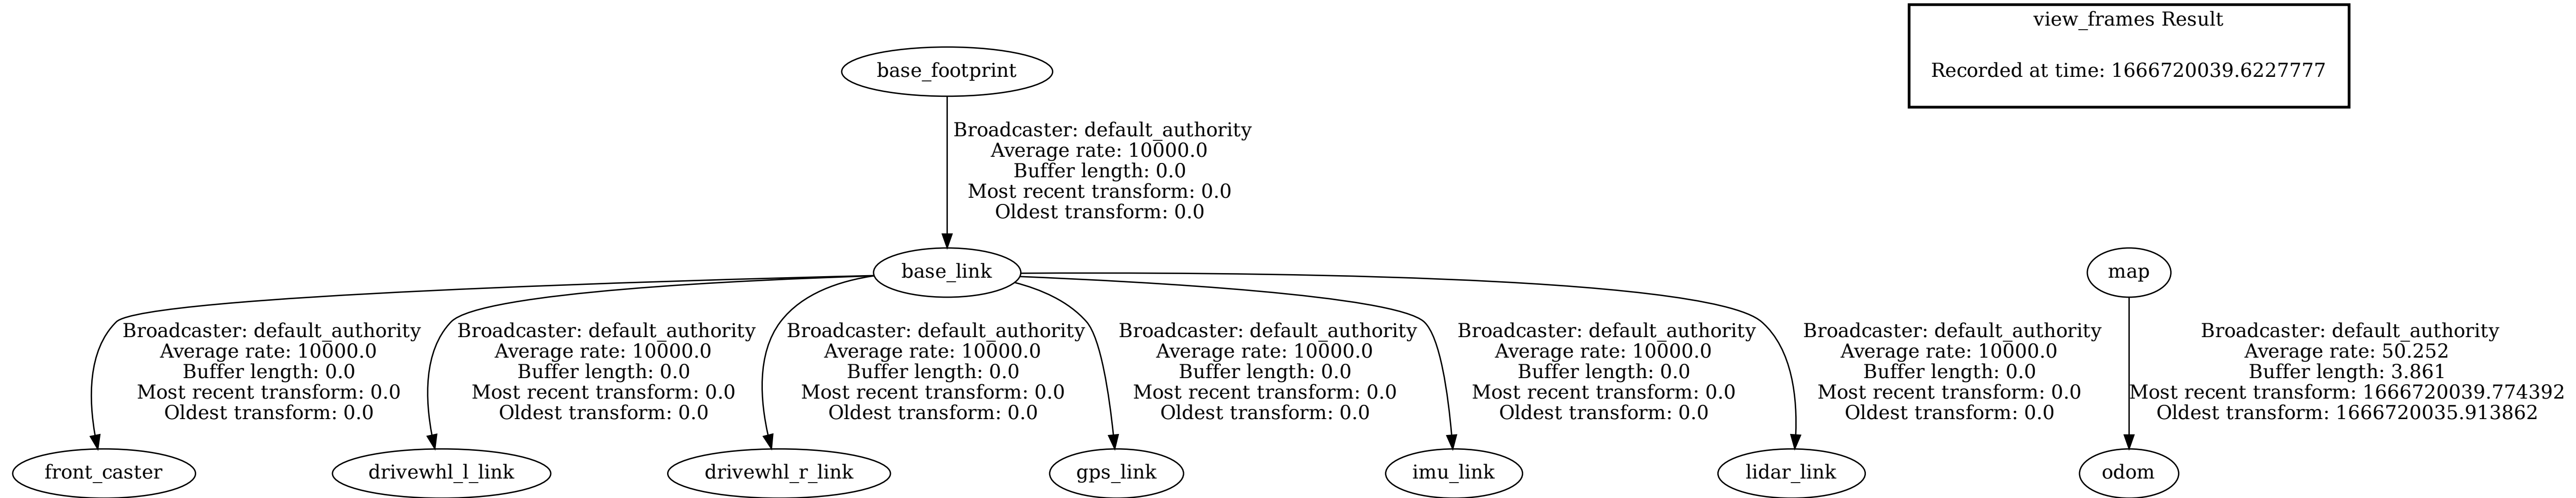 view_frames Result
Recorded at time: 1666720039.6227777
base_footprint
Broadcaster: default_authority
Average rate: 10000.0
Buffer length: 0.0
Most recent transform: 0.0
Oldest transform: 0.0
base_link
map
Broadcaster: default_authority
Average rate: 10000.0
Buffer length: 0.0
Most recent transform: 0.0
Oldest transform: 0.0
Broadcaster: default_authority
Average rate: 10000.0
Buffer length: 0.0
Most recent transform: 0.0
Oldest transform: 0.0
Broadcaster: default_authority
Average rate: 10000.0
Buffer length: 0.0
Most recent transform: 0.0
Oldest transform: 0.0
Broadcaster: default_authority
Average rate: 10000.0
Buffer length: 0.0
Most recent transform: 0.0
Oldest transform: 0.0
Broadcaster: default_authority
Average rate: 10000.0
Buffer length: 0.0
Most recent transform: 0.0
Oldest transform: 0.0
Broadcaster: default_authority
Average rate: 10000.0
Buffer length: 0.0
Most recent transform: 0.0
Oldest transform: 0.0
Broadcaster: default_authority
Average rate: 50.252
Buffer length: 3.861
Most recent transform: 1666720039.774392
Oldest transform: 1666720035.913862
front_caster
drivewhl_l_link
drivewhl_r_link
gps_link
imu_link
lidar_link
odom